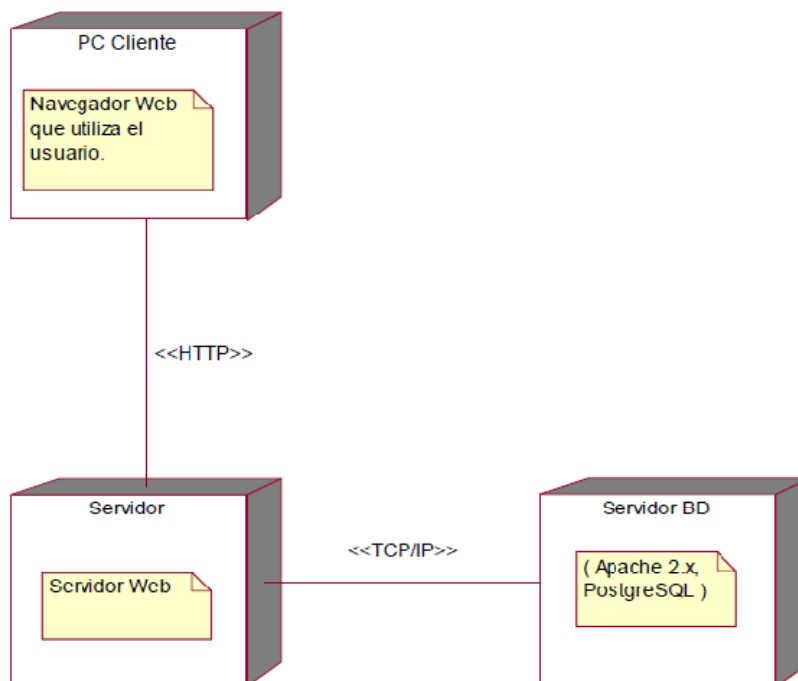 PC Cliente
Navegador Web
que utiliza el
usuario.
<<HTTP>>
Servidor
Servidor Web
<<TCP/IP>>
Servidor BD
( Apache 2.x,
PostgreSQL )